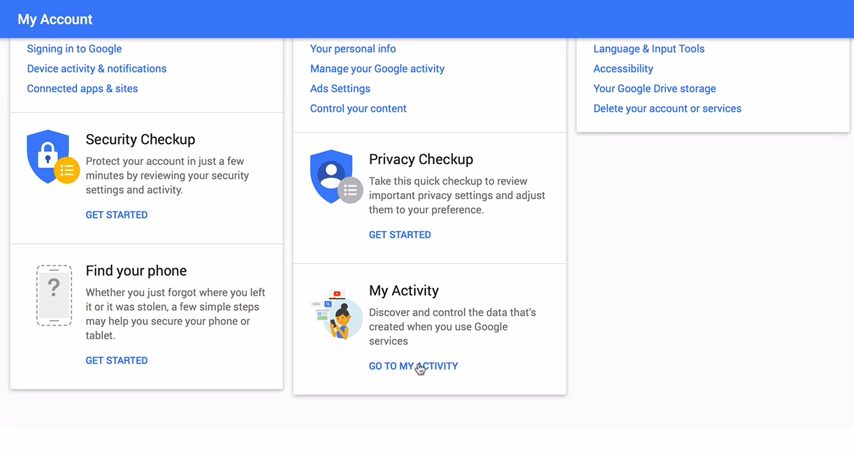 My Account
Signing in to Google
Device activity & notifications
Connected apps & sites
Security Checkup
Protect your account in just a few
minutes by reviewing your security
settings and activity.
GET STARTED
Find your phone
?
Whether you just forgot where you left
it or it was stolen, a few simple steps
may help you secure your phone or
tablet.
GET STARTED
Your personal info
Manage your Google activity
Ads Settings
Control your content
Privacy Checkup
Take this quick checkup to review
important privacy settings and adjust
them to your preference.
GET STARTED
My Activity
Discover and control the data that's
created when you use Google
services
GO TO MY ACTIVITY
Language & Input Tools
Accessibility
Your Google Drive storage
Delete your account or services